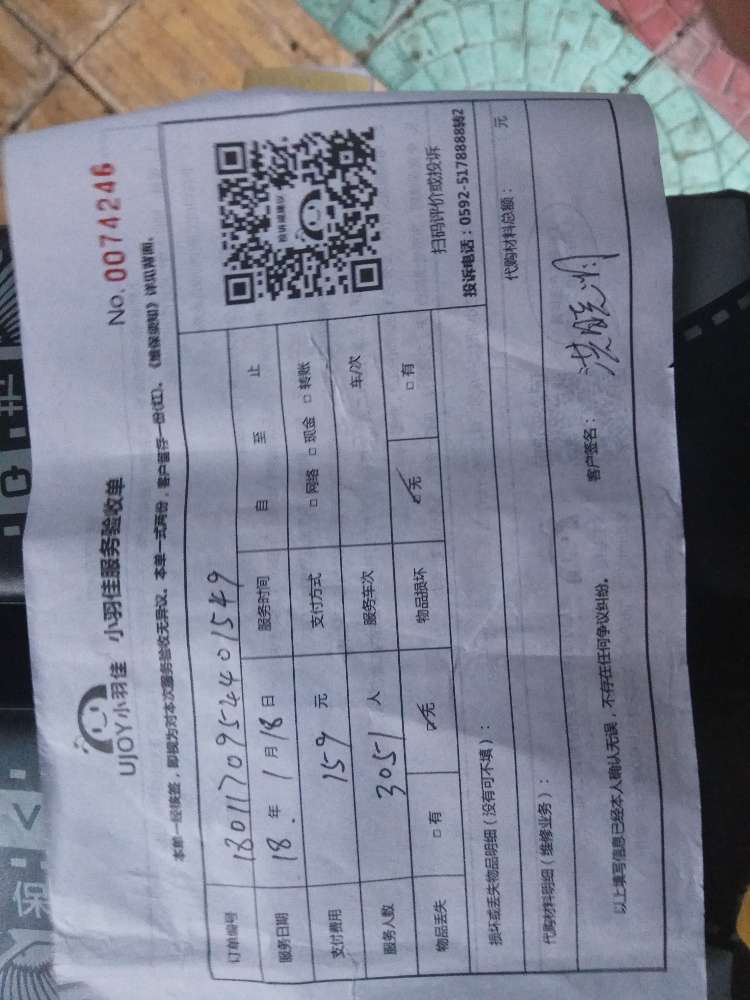 UJOY小羽佳 小羽佳服务验收单
No. 0074246
本单一经核签，即视为对本次服务验收无异议。本单一式两份，客户留存一份(红)。《维保须知》详见背面。
订单编号 18011709524401549
服务日期 18 年 1 月 18 日 服务时间 自 至 止
支付费用 159 元 支付方式 □ 网络 □ 现金 □ 转账
服务人数 3051 人 服务车次 车/次
物品丢失 □ 有 ☑ 无 物品损坏 ☑ 无 □ 有
扫码评价或投诉
投诉电话：0592-5178888转2
损坏或丢失物品明细（没有可不填）：
代购材料明细（维修业务）： 代购材料总额： 元
以上填写信息已经本人确认无误，不存在任何争议纠纷。 客户签名：